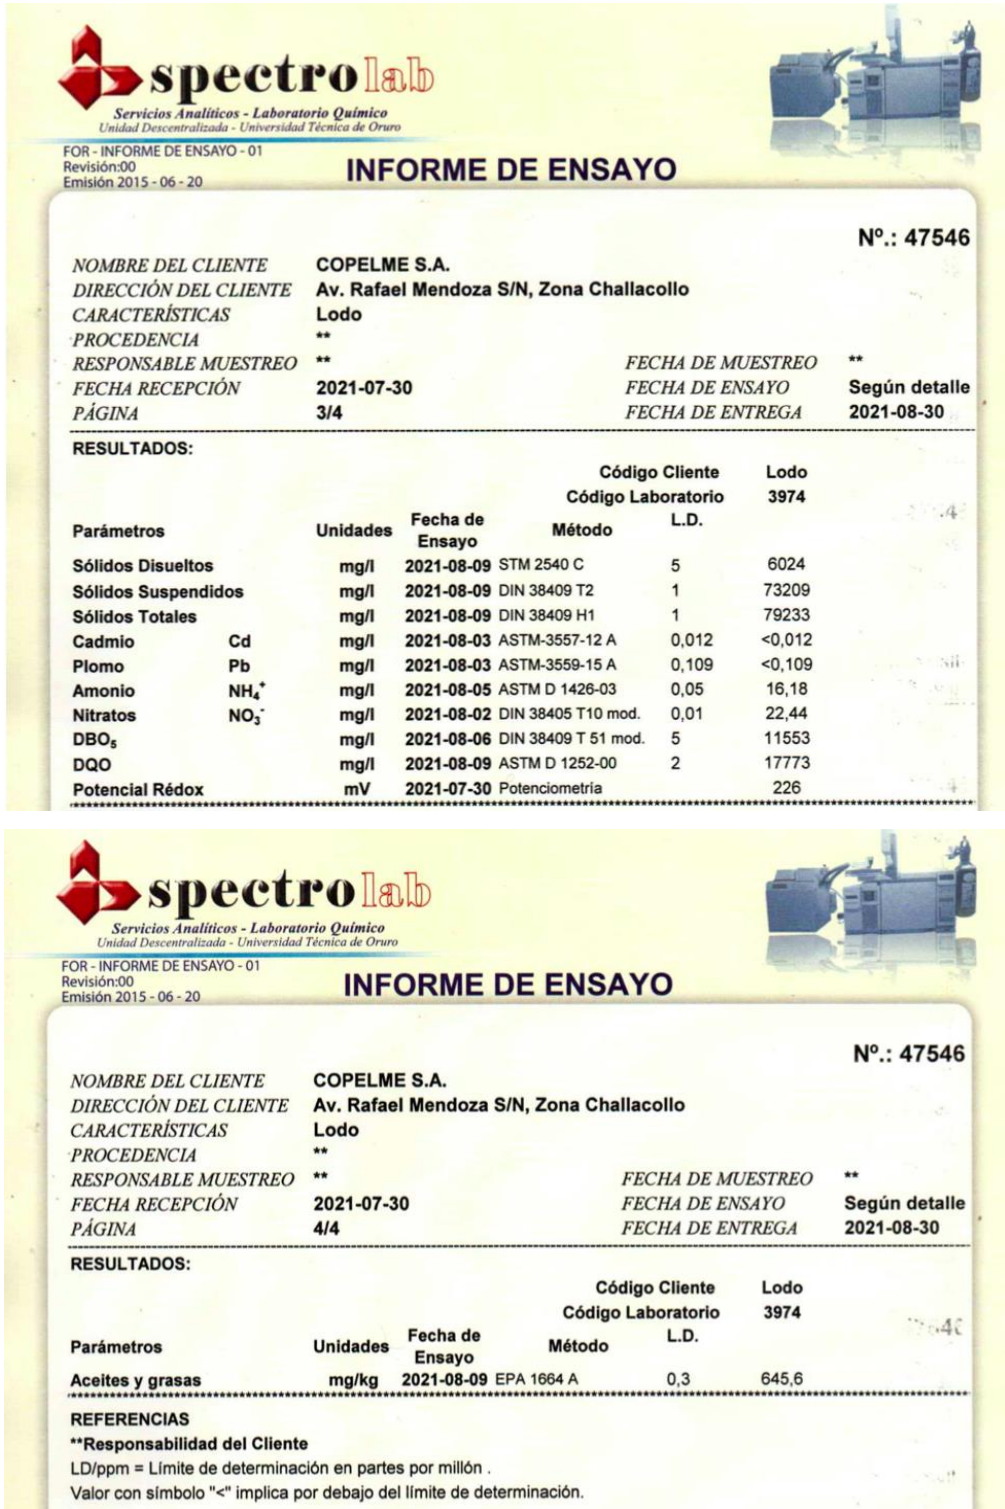 spectrolab
Servicios Analíticos - Laboratorio Químico
Unidad Descentralizada - Universidad Técnica de Oruro
FOR - INFORME DE ENSAYO - 01
Revisión:00
Emisión 2015 - 06 - 20
INFORME DE ENSAYO
Nº.: 47546
NOMBRE DEL CLIENTE COPELME S.A.
DIRECCIÓN DEL CLIENTE Av. Rafael Mendoza S/N, Zona Challacollo
CARACTERÍSTICAS Lodo
PROCEDENCIA **
RESPONSABLE MUESTREO ** FECHA DE MUESTREO **
FECHA RECEPCIÓN 2021-07-30 FECHA DE ENSAYO Según detalle
PÁGINA 3/4 FECHA DE ENTREGA 2021-08-30
RESULTADOS:
Código Cliente Lodo
Código Laboratorio 3974
Parámetros Unidades Fecha de Ensayo Método L.D.
Sólidos Disueltos mg/l 2021-08-09 STM 2540 C 5 6024
Sólidos Suspendidos mg/l 2021-08-09 DIN 38409 T2 1 73209
Sólidos Totales mg/l 2021-08-09 DIN 38409 H1 1 79233
Cadmio Cd mg/l 2021-08-03 ASTM-3557-12 A 0,012 <0,012
Plomo Pb mg/l 2021-08-03 ASTM-3559-15 A 0,109 <0,109
Amonio NH₄⁺ mg/l 2021-08-05 ASTM D 1426-03 0,05 16,18
Nitratos NO₃⁻ mg/l 2021-08-02 DIN 38405 T10 mod. 0,01 22,44
DBO₅ mg/l 2021-08-06 DIN 38409 T 51 mod. 5 11553
DQO mg/l 2021-08-09 ASTM D 1252-00 2 17773
Potencial Rédox mV 2021-07-30 Potenciometría 226
spectrolab
Servicios Analíticos - Laboratorio Químico
Unidad Descentralizada - Universidad Técnica de Oruro
FOR - INFORME DE ENSAYO - 01
Revisión:00
Emisión 2015 - 06 - 20
INFORME DE ENSAYO
Nº.: 47546
NOMBRE DEL CLIENTE COPELME S.A.
DIRECCIÓN DEL CLIENTE Av. Rafael Mendoza S/N, Zona Challacollo
CARACTERÍSTICAS Lodo
PROCEDENCIA **
RESPONSABLE MUESTREO ** FECHA DE MUESTREO **
FECHA RECEPCIÓN 2021-07-30 FECHA DE ENSAYO Según detalle
PÁGINA 4/4 FECHA DE ENTREGA 2021-08-30
RESULTADOS:
Código Cliente Lodo
Código Laboratorio 3974
Parámetros Unidades Fecha de Ensayo Método L.D.
Aceites y grasas mg/kg 2021-08-09 EPA 1664 A 0,3 645,6
REFERENCIAS
**Responsabilidad del Cliente
LD/ppm = Límite de determinación en partes por millón .
Valor con símbolo "<" implica por debajo del límite de determinación.